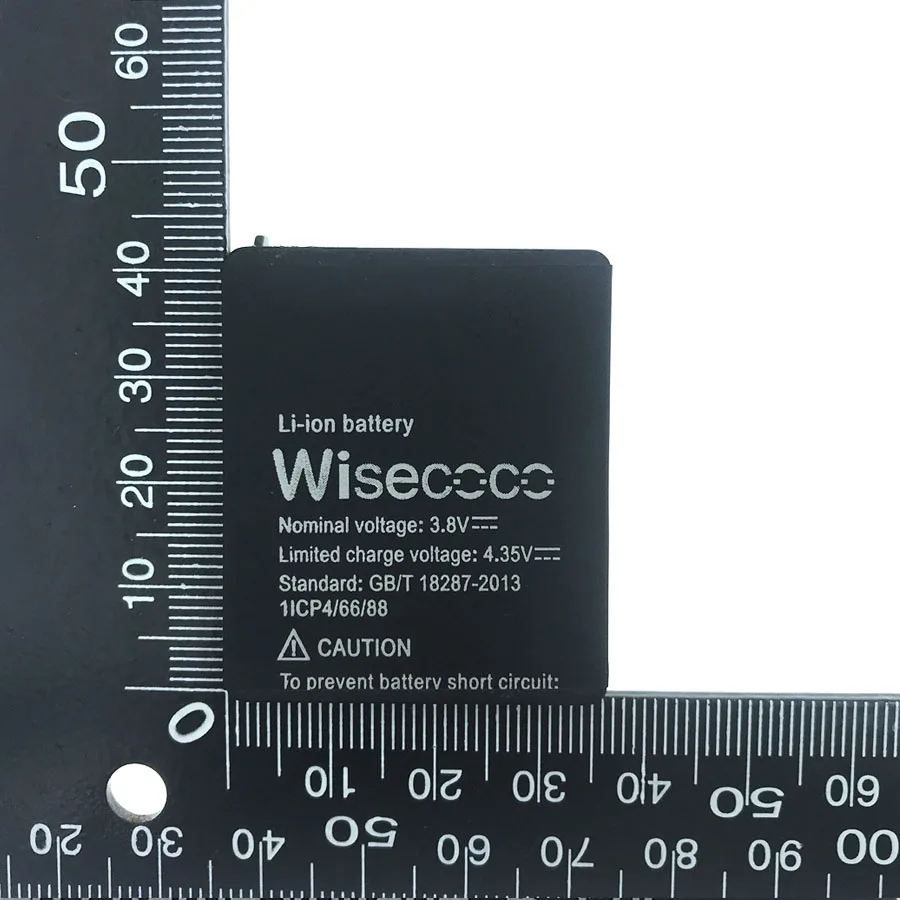 60
50
40
30
20
10
0
Li-ion battery
Wisecoco
Nominal voltage: 3.8V⎓
Limited charge voltage: 4.35V⎓
Standard: GB/T 18287-2013
1ICP4/66/88
⚠ CAUTION
To prevent battery short circuit:
10 20 30 40 50 60
20 30 40 50 60 70 80 90 00